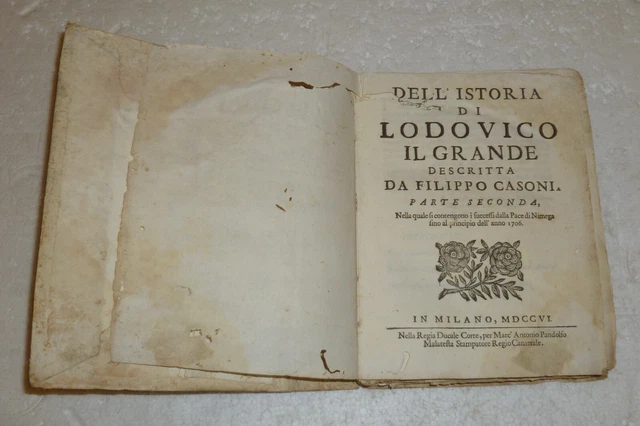 DELL' ISTORIA
DI
LODOVICO
IL GRANDE
DESCRITTA
DA FILIPPO CASONI.
PARTE SECONDA,
Nella quale si contengono i successi dalla Pace di Nimega
sino al principio dell' anno 1706.
IN MILANO, MDCCVI.
Nella Regia Ducale Corte, per Marc' Antonio Pandolfo
Malatesta Stampatore Regio Camerale.